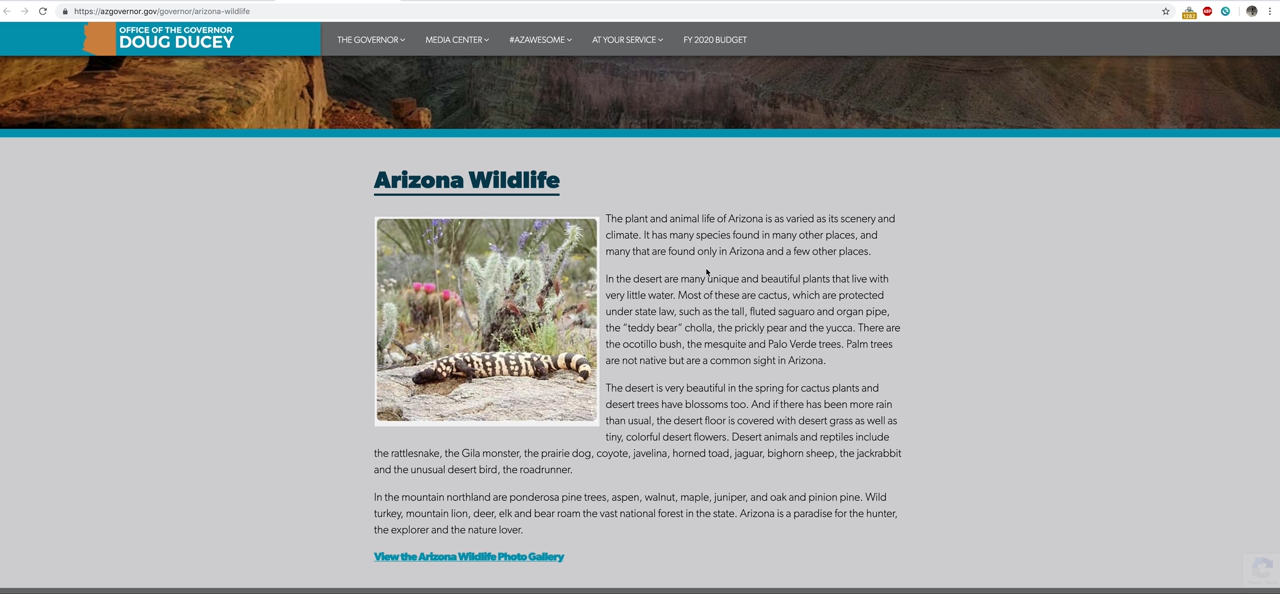 https://azgovernor.gov/governor/arizona-wildlife
1282
ABP
OFFICE OF THE GOVERNOR
DOUG DUCEY
THE GOVERNOR
MEDIA CENTER
#AZAWESOME
AT YOUR SERVICE
FY 2020 BUDGET
Arizona Wildlife
The plant and animal life of Arizona is as varied as its scenery and
climate. It has many species found in many other places, and
many that are found only in Arizona and a few other places.
In the desert are many unique and beautiful plants that live with
very little water. Most of these are cactus, which are protected
under state law, such as the tall, fluted saguaro and organ pipe,
the “teddy bear” cholla, the prickly pear and the yucca. There are
the ocotillo bush, the mesquite and Palo Verde trees. Palm trees
are not native but are a common sight in Arizona.
The desert is very beautiful in the spring for cactus plants and
desert trees have blossoms too. And if there has been more rain
than usual, the desert floor is covered with desert grass as well as
tiny, colorful desert flowers. Desert animals and reptiles include
the rattlesnake, the Gila monster, the prairie dog, coyote, javelina, horned toad, jaguar, bighorn sheep, the jackrabbit
and the unusual desert bird, the roadrunner.
In the mountain northland are ponderosa pine trees, aspen, walnut, maple, juniper, and oak and pinion pine. Wild
turkey, mountain lion, deer, elk and bear roam the vast national forest in the state. Arizona is a paradise for the hunter,
the explorer and the nature lover.
View the Arizona Wildlife Photo Gallery